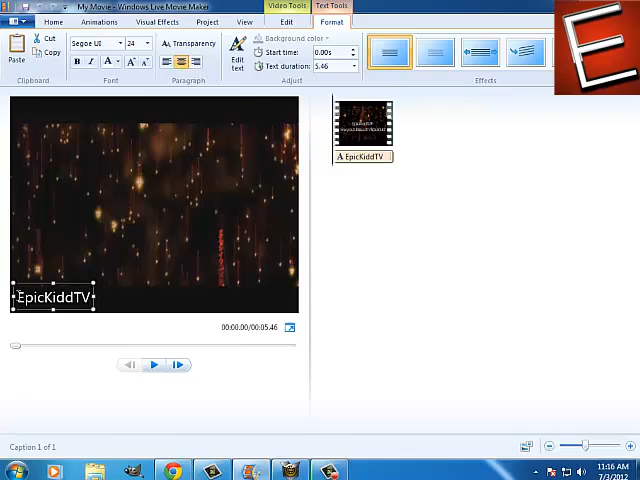 My Movie - Windows Live Movie Maker
Video Tools
Text Tools
Home
Animations
Visual Effects
Project
View
Edit
Format
Paste
Cut
Copy
Clipboard
Segoe UI
24
B I A A A
Font
Transparency
Paragraph
Edit text
Background color
Start time: 0.00s
Text duration: 5.46
Adjust
Effects
E
A EpicKiddTV
EpicKiddTV
00:00.00/00:05.46
Caption 1 of 1
11:16 AM
7/3/2012